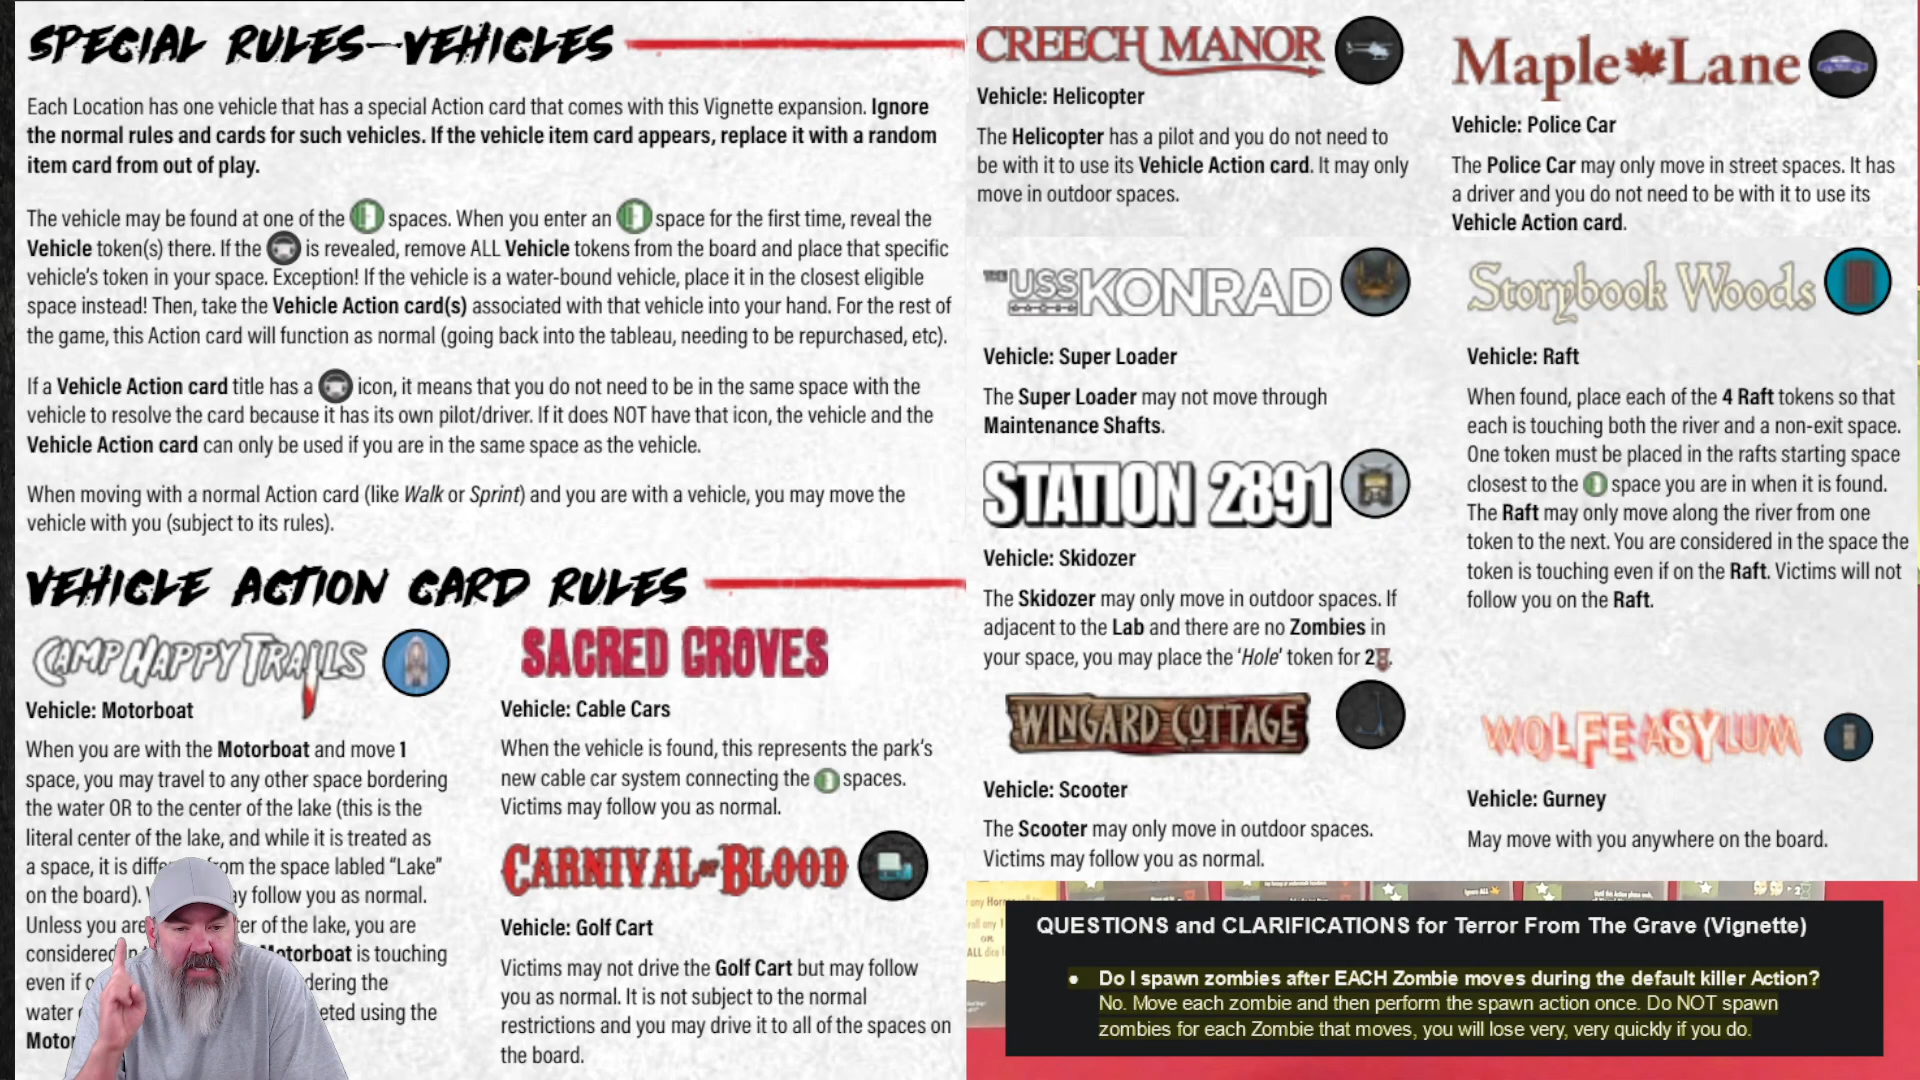 SPECIAL RULES—VEHICLES
Each Location has one vehicle that has a special Action card that comes with this Vignette expansion. Ignore
the normal rules and cards for such vehicles. If the vehicle item card appears, replace it with a random
item card from out of play.
The vehicle may be found at one of the spaces. When you enter an space for the first time, reveal the
Vehicle token(s) there. If the is revealed, remove ALL Vehicle tokens from the board and place that specific
vehicle's token in your space. Exception! If the vehicle is a water-bound vehicle, place it in the closest eligible
space instead! Then, take the Vehicle Action card(s) associated with that vehicle into your hand. For the rest of
the game, this Action card will function as normal (going back into the tableau, needing to be repurchased, etc).
If a Vehicle Action card title has a icon, it means that you do not need to be in the same space with the
vehicle to resolve the card because it has its own pilot/driver. If it does NOT have that icon, the vehicle and the
Vehicle Action card can only be used if you are in the same space as the vehicle.
When moving with a normal Action card (like Walk or Sprint) and you are with a vehicle, you may move the
vehicle with you (subject to its rules).
VEHICLE ACTION CARD RULES
CAMP HAPPY TRAILS
Vehicle: Motorboat
When you are with the Motorboat and move 1
space, you may travel to any other space bordering
the water OR to the center of the lake (this is the
literal center of the lake, and while it is treated as
a space, it is from the space labled "Lake"
on the board). follow you as normal.
Unless you are of the lake, you are
considered Motorboat is touching
even if the
water using the
SACRED GROVES
Vehicle: Cable Cars
When the vehicle is found, this represents the park's
new cable car system connecting the spaces.
Victims may follow you as normal.
CARNIVAL OF BLOOD
Vehicle: Golf Cart
Victims may not drive the Golf Cart but may follow
you as normal. It is not subject to the normal
restrictions and you may drive it to all of the spaces on
the board.
CREECH MANOR
Vehicle: Helicopter
The Helicopter has a pilot and you do not need to
be with it to use its Vehicle Action card. It may only
move in outdoor spaces.
Maple Lane
Vehicle: Police Car
The Police Car may only move in street spaces. It has
a driver and you do not need to be with it to use its
Vehicle Action card.
THE USS KONRAD
Vehicle: Super Loader
The Super Loader may not move through
Maintenance Shafts.
Storybook Woods
Vehicle: Raft
When found, place each of the 4 Raft tokens so that
each is touching both the river and a non-exit space.
One token must be placed in the rafts starting space
closest to the space you are in when it is found.
The Raft may only move along the river from one
token to the next. You are considered in the space the
token is touching even if on the Raft. Victims will not
follow you on the Raft.
STATION 2891
Vehicle: Skidozer
The Skidozer may only move in outdoor spaces. If
adjacent to the Lab and there are no Zombies in
your space, you may place the 'Hole' token for 2.
WINGARD COTTAGE
Vehicle: Scooter
The Scooter may only move in outdoor spaces.
Victims may follow you as normal.
WOLFE ASYLUM
Vehicle: Gurney
May move with you anywhere on the board.
QUESTIONS and CLARIFICATIONS for Terror From The Grave (Vignette)
● Do I spawn zombies after EACH Zombie moves during the default killer Action?
No. Move each zombie and then perform the spawn action once. Do NOT spawn
zombies for each Zombie that moves, you will lose very, very quickly if you do.